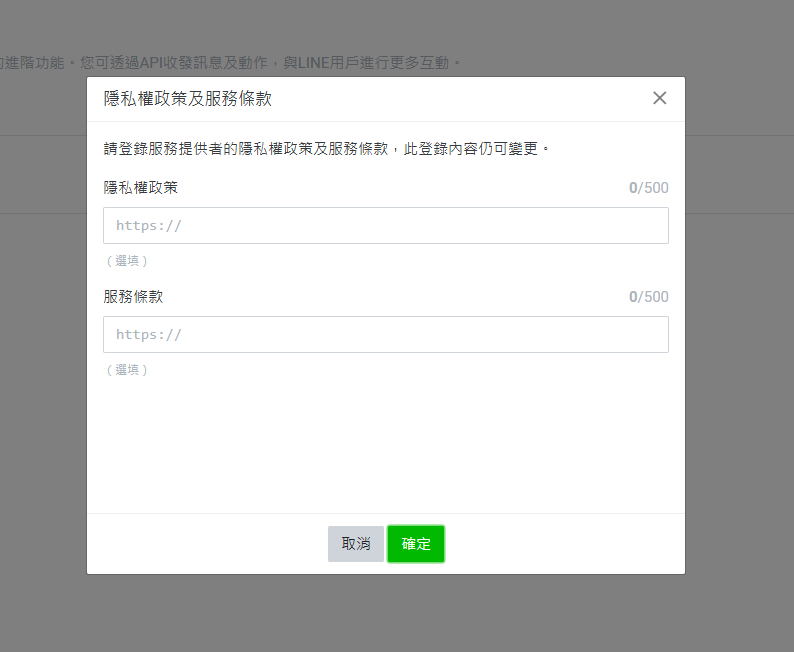 的進階功能。您可透過API收發訊息及動作，與LINE用戶進行更多互動。
隱私權政策及服務條款
請登錄服務提供者的隱私權政策及服務條款，此登錄內容仍可變更。
隱私權政策 0/500
https://
（選填）
服務條款 0/500
https://
（選填）
取消 確定